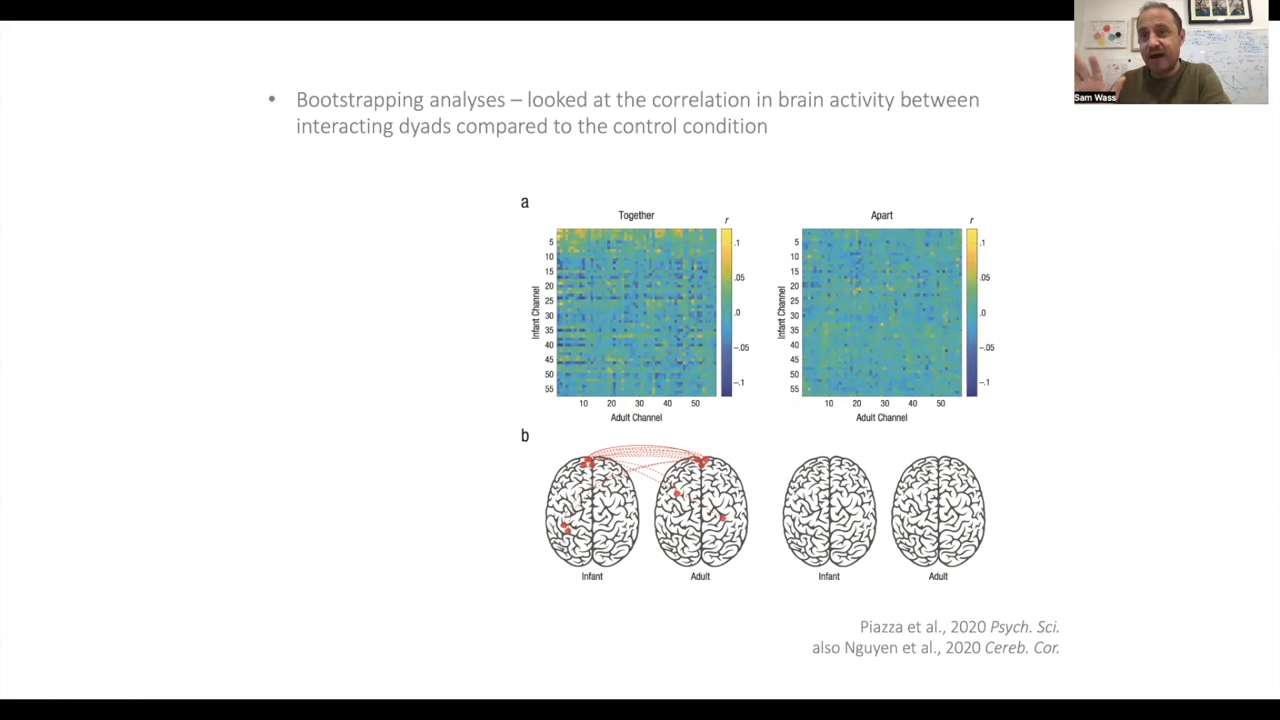 Sam Wass
• Bootstrapping analyses – looked at the correlation in brain activity between
interacting dyads compared to the control condition
a
Together
r
Infant Channel
5
10
15
20
25
30
35
40
45
50
55
10 20 30 40 50
Adult Channel
.1
.05
.0
–.05
–.1
Apart
r
Infant Channel
5
10
15
20
25
30
35
40
45
50
55
10 20 30 40 50
Adult Channel
.1
.05
.0
–.05
–.1
b
Infant Adult Infant Adult
Piazza et al., 2020 Psych. Sci.
also Nguyen et al., 2020 Cereb. Cor.